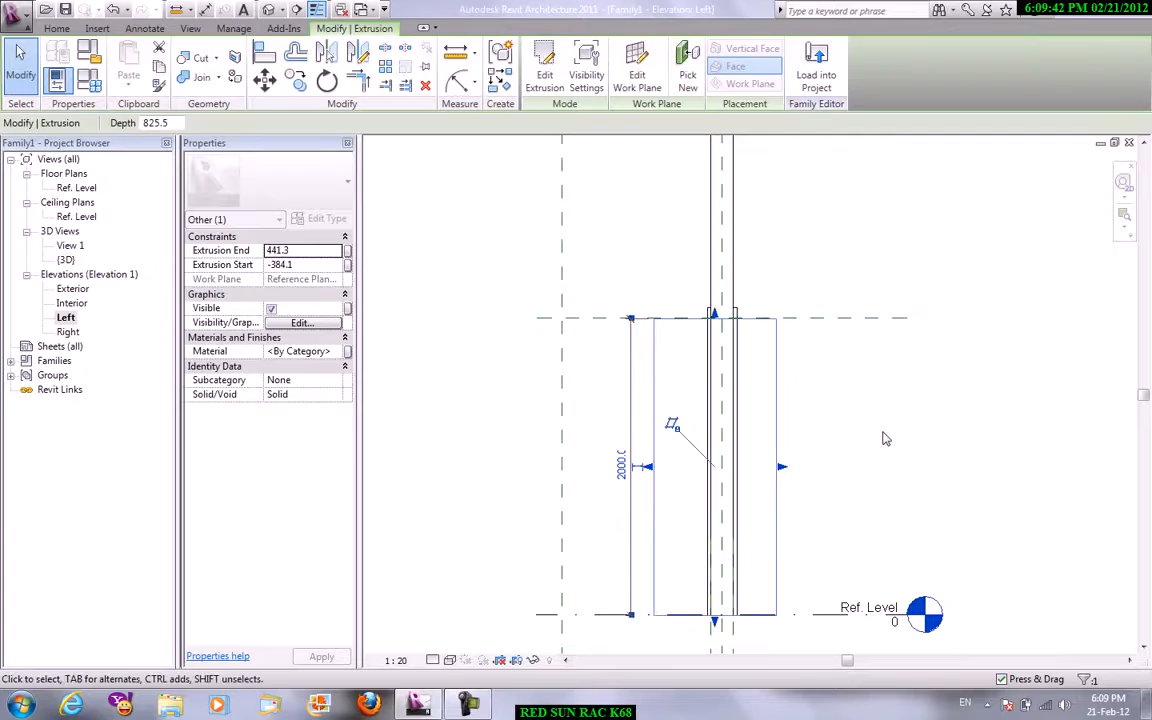 Autodesk Revit Architecture 2011 - [Family1 - Elevation: Left]
Type a keyword or phrase
6:09:42 PM 02/21/2012
Home Insert Annotate View Manage Add-Ins Modify | Extrusion
Modify
Paste
Cut
Join
Edit Extrusion
Visibility Settings
Edit Work Plane
Pick New
Vertical Face
Face
Work Plane
Load into Project
Select Properties Clipboard Geometry Modify Measure Create Mode Work Plane Placement Family Editor
Modify | Extrusion Depth 825.5
Family1 - Project Browser
Views (all)
Floor Plans
Ref. Level
Ceiling Plans
Ref. Level
3D Views
View 1
{3D}
Elevations (Elevation 1)
Exterior
Interior
Left
Right
Sheets (all)
Families
Groups
Revit Links
Properties
Other (1) Edit Type
Constraints
Extrusion End 441.3
Extrusion Start -384.1
Work Plane Reference Plan...
Graphics
Visible
Visibility/Grap... Edit...
Materials and Finishes
Material <By Category>
Identity Data
Subcategory None
Solid/Void Solid
Properties help Apply
2000.0
Ref. Level
0
2D
1 : 20
Click to select, TAB for alternates, CTRL adds, SHIFT unselects.
Press & Drag
:1
EN
6:09 PM
21-Feb-12
RED SUN RAC K68